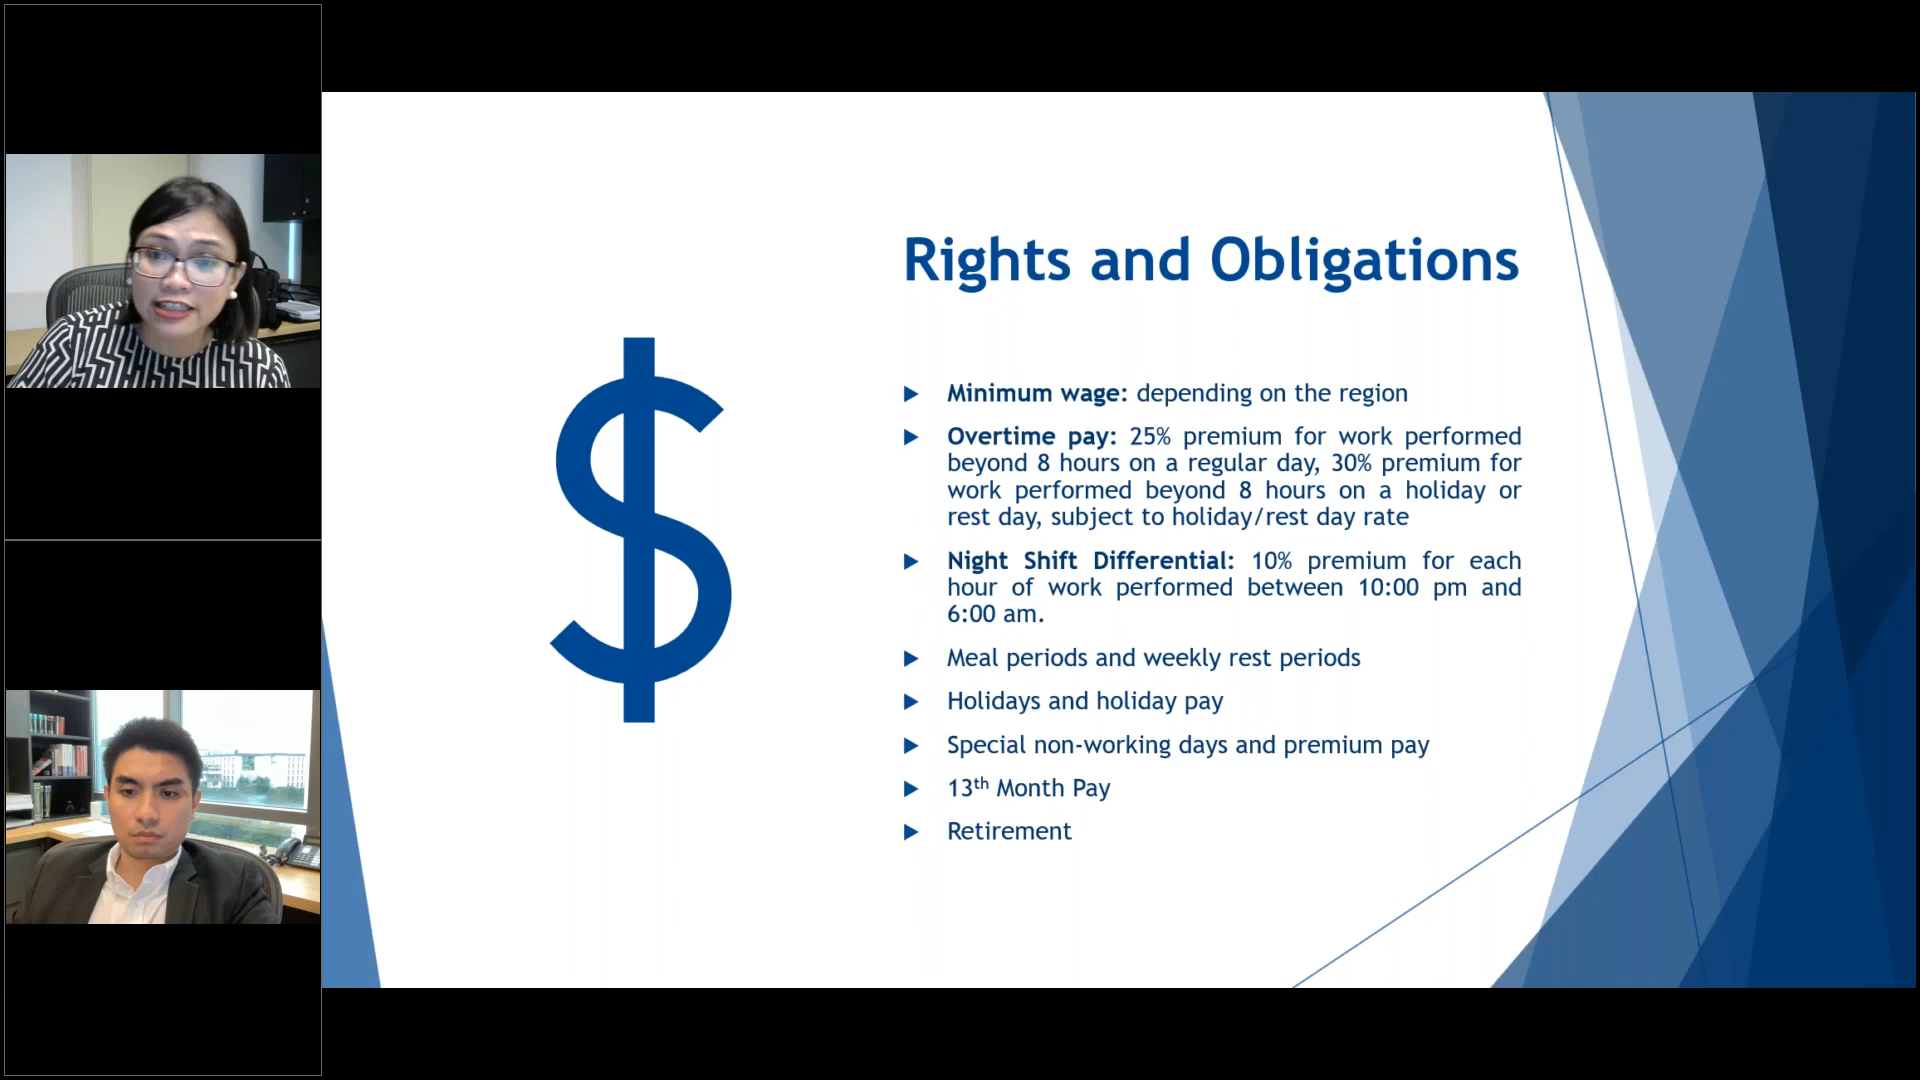 Rights and Obligations
Minimum wage: depending on the region
Overtime pay: 25% premium for work performed
beyond 8 hours on a regular day, 30% premium for
work performed beyond 8 hours on a holiday or
rest day, subject to holiday/rest day rate
Night Shift Differential: 10% premium for each
hour of work performed between 10:00 pm and
6:00 am.
Meal periods and weekly rest periods
Holidays and holiday pay
Special non-working days and premium pay
13th Month Pay
Retirement
$